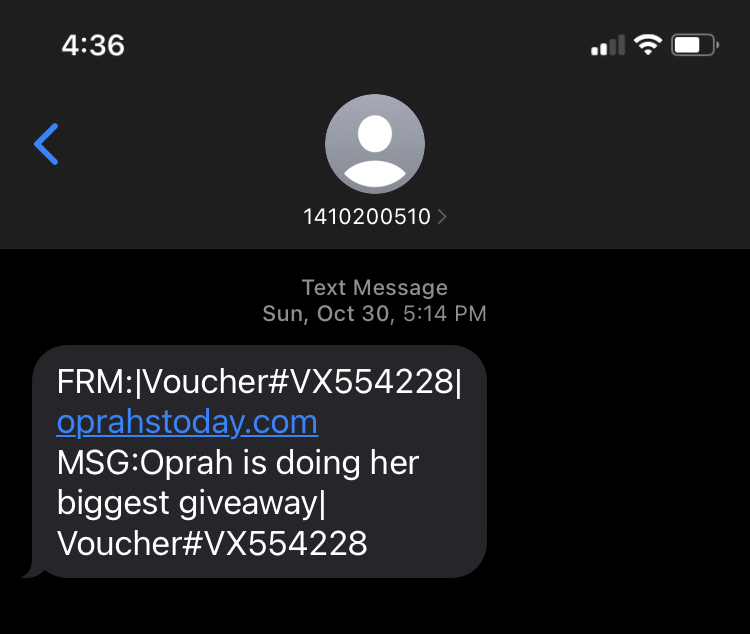 4:36
1410200510
Text Message
Sun, Oct 30, 5:14 PM
FRM:|Voucher#VX554228|
oprahstoday.com
MSG:Oprah is doing her
biggest giveaway|
Voucher#VX554228